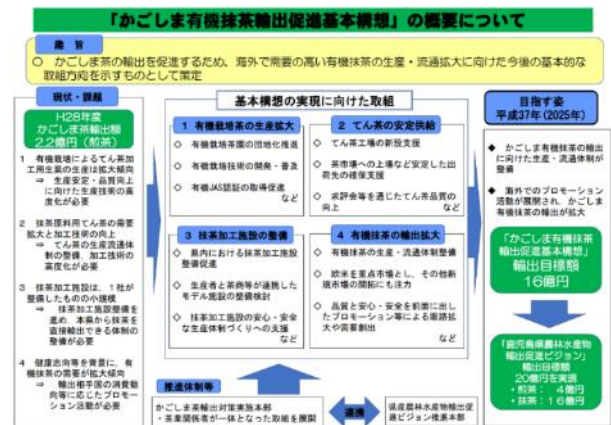 「かごしま有機抹茶輸出促進基本構想」の概要について
趣 旨
○ かごしま茶の輸出を促進するため、海外で需要の高い有機抹茶の生産・流通拡大に向けた今後の基本的な
取組方向を示すものとして策定
現状・課題
H28年度
かごしま茶輸出額
2.2億円(煎茶)
1 有機栽培によるてん茶加
工用生葉の生産は拡大傾向
⇒ 生産安定・品質向上
に向けた生産技術の高
度化が必要
2 抹茶原料用てん茶の需要
拡大と加工技術の向上
⇒ てん茶の生産流通体
制の整備、加工技術の
高度化が必要
3 抹茶加工施設は、1社が
整備したものの小規模
⇒ 抹茶加工施設整備
を進め、本県から抹茶を
直接輸出できる体制の
整備が必要
4 健康志向等を背景に、有
機抹茶の需要が拡大傾向
⇒ 輸出相手国の消費動
向等に応じたプロモー
ション活動が必要
基本構想の実現に向けた取組
1 有機栽培茶の生産拡大
○ 有機栽培茶園の団地化推進
○ 有機栽培技術の開発・普及
○ 有機JAS認証の取得促進
など
2 てん茶の安定供給
○ てん茶工場の新設支援
○ 茶市場への上場など安定した出
荷先の確保支援
○ 求評会等を通じたてん茶品質の
向上 など
3 抹茶加工施設の整備
○ 県内における抹茶加工施設
整備促進
○ 生産者と茶商等が連携した
モデル施設の整備検討
○ 抹茶加工施設の安心・安全
な生産体制づくりへの支援
など
4 有機抹茶の輸出拡大
○ 有機抹茶の生産・流通体制整備
○ 欧米を重点市場とし、その他新
規市場の開拓にも注力
○ 品質と安心・安全を前面に出し
たプロモーション等による販路拡
大や需要創出 など
推進体制等
かごしま茶輸出対策実施本部
・茶業関係者が一体となった取組を展開
連携
県産農林水産物輸出促
進ビジョン推進本部
目指す姿
平成37年(2025年)
◆ かごしま有機抹茶の輸出
に向けた生産・流通体制が
整備
◆ 海外でのプロモーション
活動が展開され、かごしま
有機抹茶の輸出が拡大
「かごしま有機抹茶
輸出促進基本構想」
輸出目標額
16億円
「鹿児島県農林水産物
輸出促進ビジョン」
輸出目標額
20億円を実現
・煎茶: 4億円
・抹茶:16億円